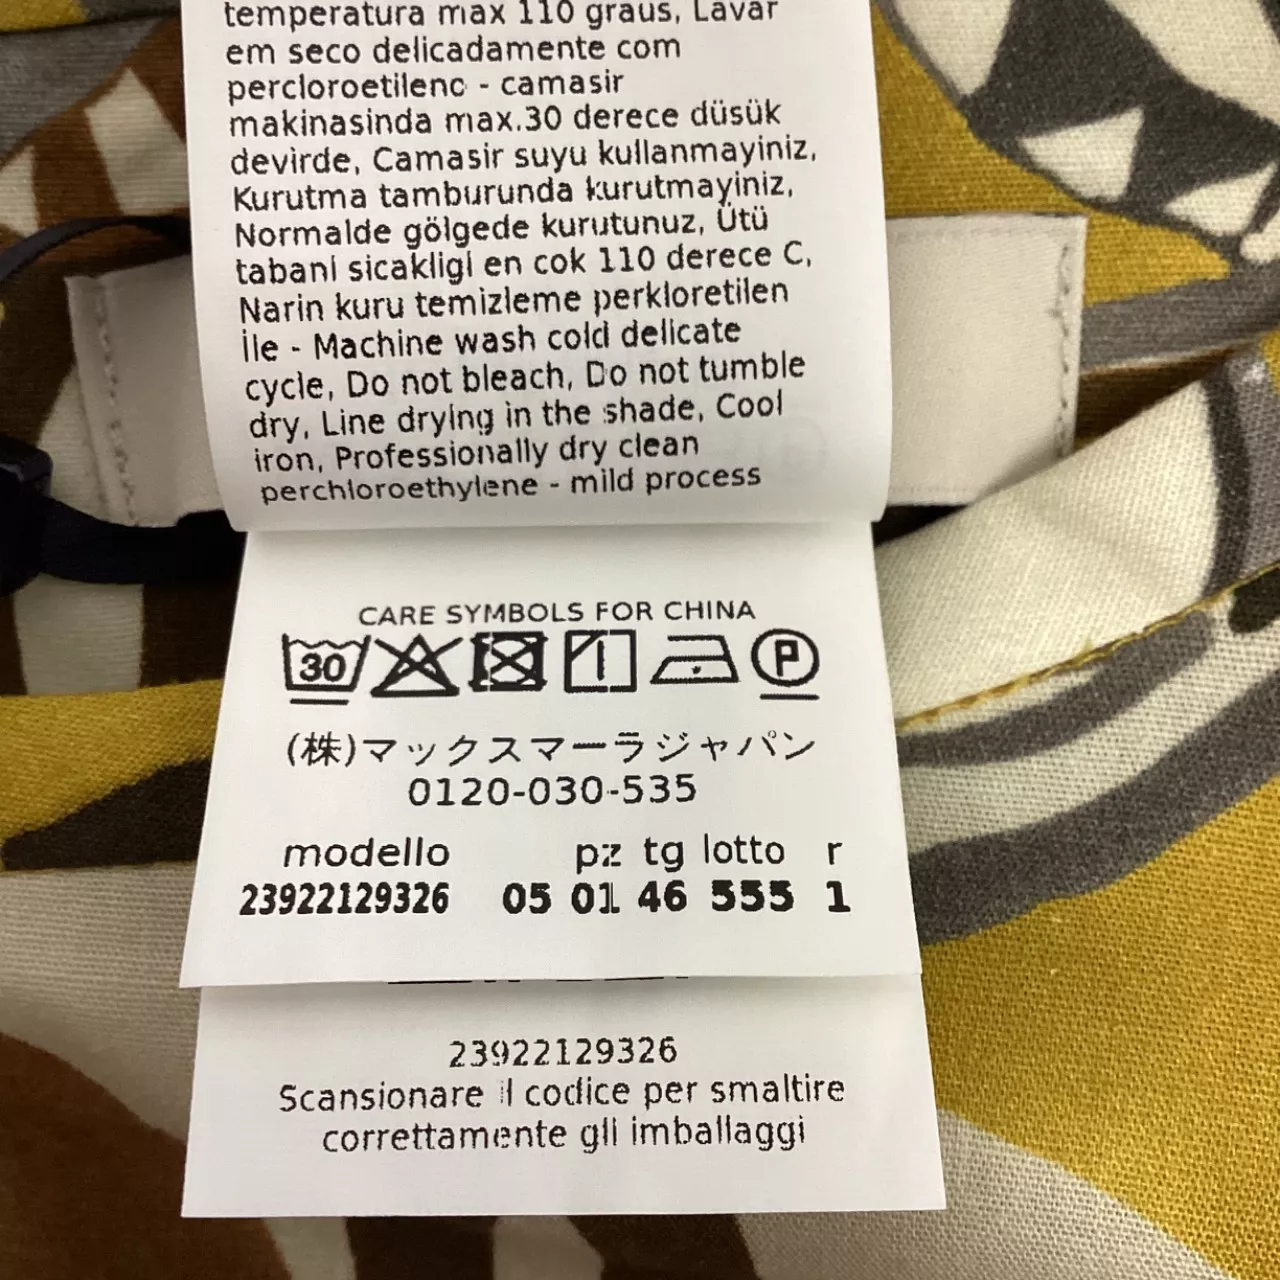 temperatura max 110 graus, Lavar
em seco delicadamente com
percloroetileno - camasir
makinasinda max.30 derece düsük
devirde, Camasir suyu kullanmayiniz,
Kurutma tamburunda kurutmayiniz,
Normalde gölgede kurutunuz, Ütü
tabani sicakligi en cok 110 derece C,
Narin kuru temizleme perkloretilen
İle - Machine wash cold delicate
cycle, Do not bleach, Do not tumble
dry, Line drying in the shade, Cool
iron, Professionally dry clean
perchloroethylene - mild process
CARE SYMBOLS FOR CHINA
30 P
(株)マックスマーラジャパン
0120-030-535
modello pz tg lotto r
23922129326 05 01 46 555 1
23922129326
Scansionare il codice per smaltire
correttamente gli imballaggi